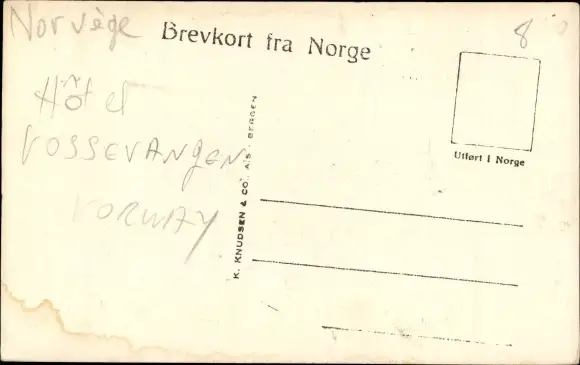 Norvège
Brevkort fra Norge
8
Utført i Norge
Hôtel
VOSSEVANGEN
NORWAY
K. KNUDSEN & CO. A/S. BERGEN